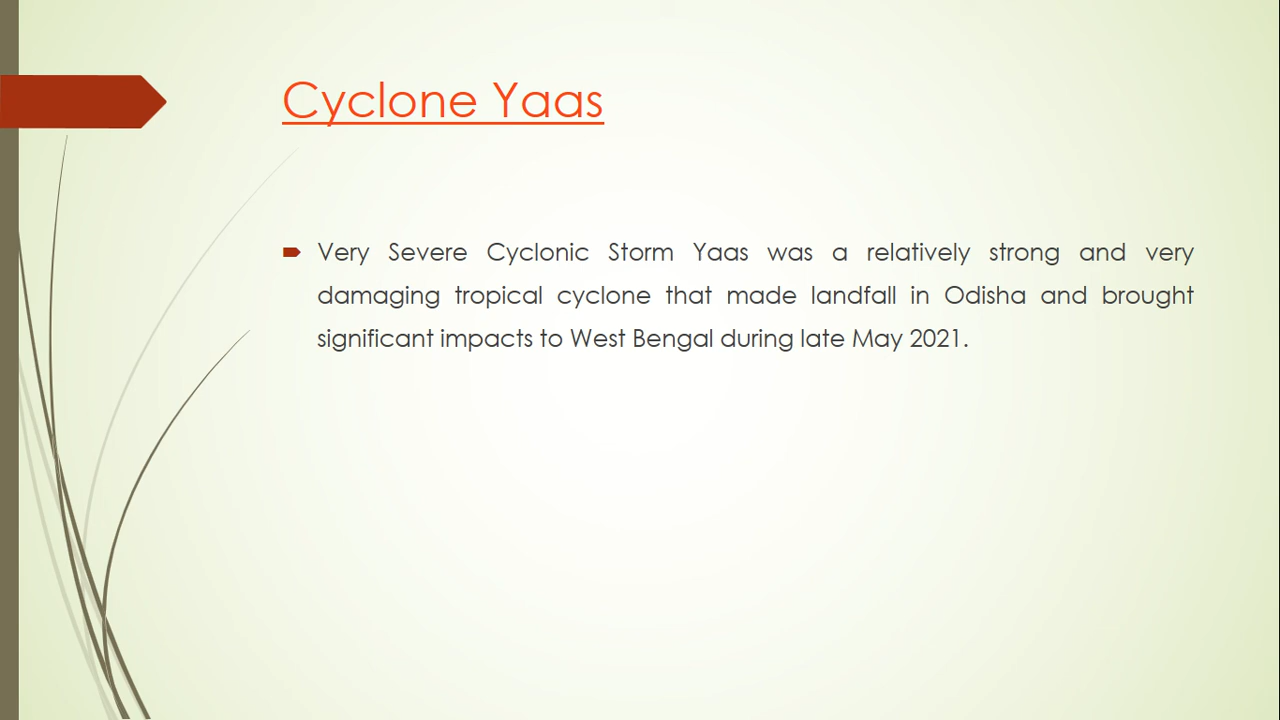 Cyclone Yaas
Very Severe Cyclonic Storm Yaas was a relatively strong and very
damaging tropical cyclone that made landfall in Odisha and brought
significant impacts to West Bengal during late May 2021.